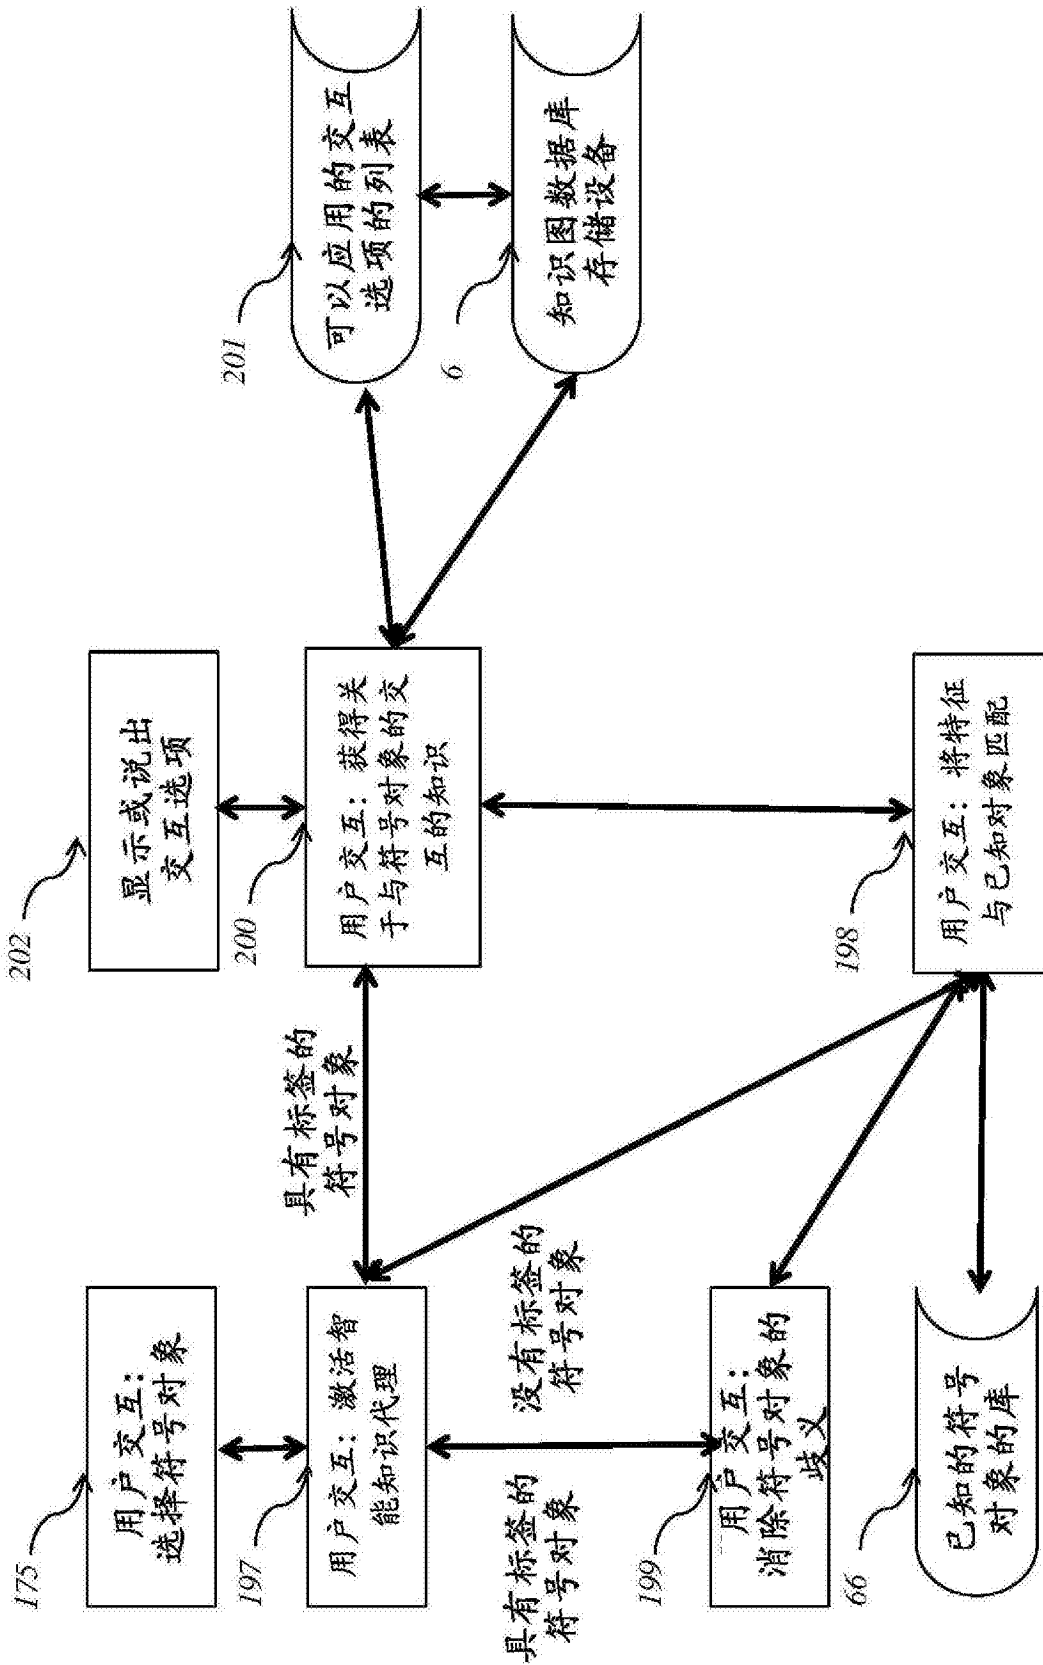 175
用户交互：
选择符号对象
197
用户交互：激活智
能知识代理
具有标签的
符号对象
没有标签的
符号对象
199
用户交互：
消除符号对象的
歧义
66
已知的符号
对象的库
具有标签的
符号对象
202
显示或说出
交互选项
200
用户交互：获得关
于与符号对象的交
互的知识
198
用户交互：将特征
与已知对象匹配
201
可以应用的交互
选项的列表
6
知识图数据库
存储设备